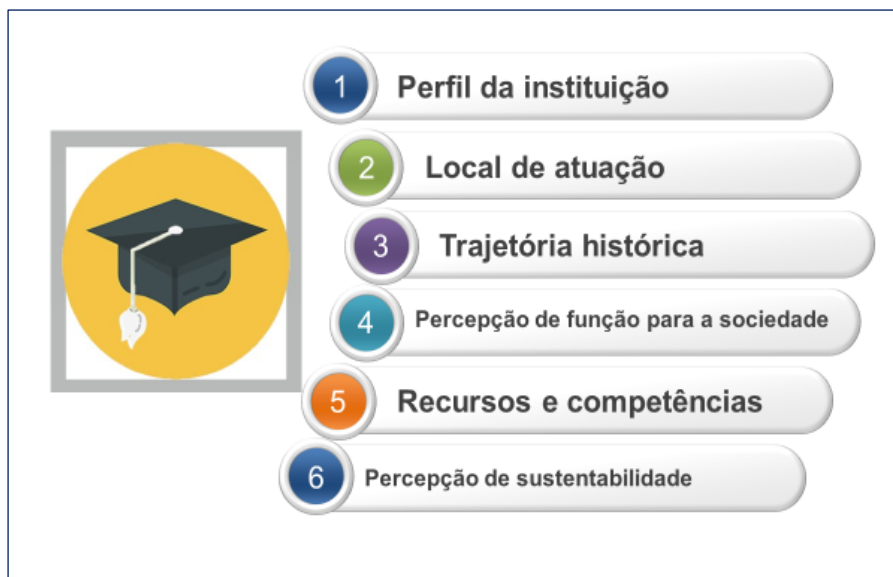 1 Perfil da instituição
2 Local de atuação
3 Trajetória histórica
4 Percepção de função para a sociedade
5 Recursos e competências
6 Percepção de sustentabilidade